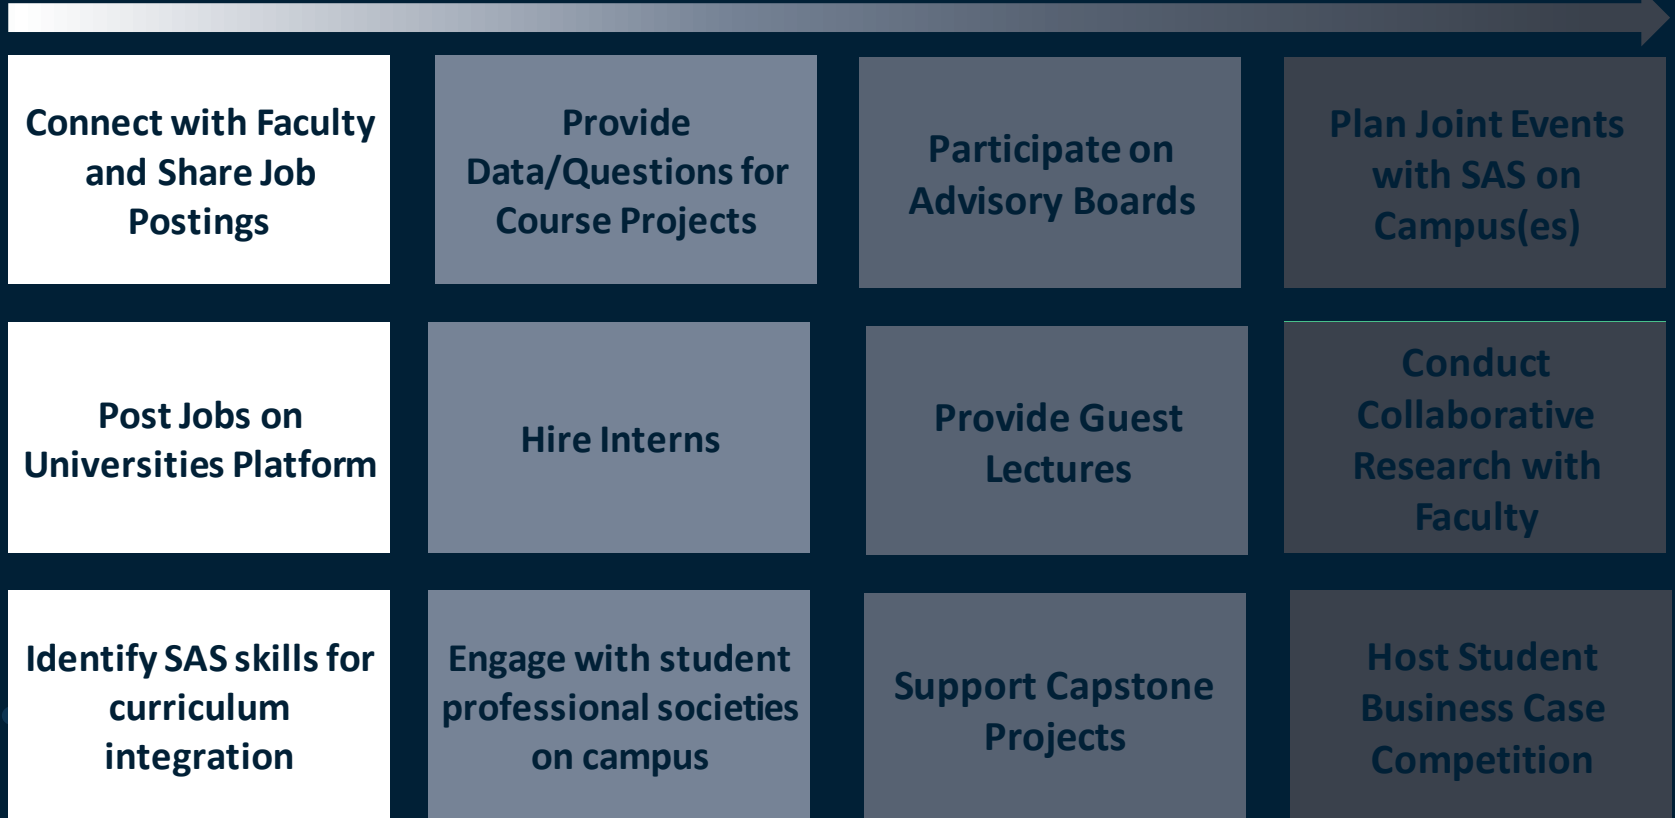 Connect with Faculty
and Share Job
Postings
Provide
Data/Questions for
Course Projects
Participate on
Advisory Boards
Plan Joint Events
with SAS on
Campus(es)
Post Jobs on
Universities Platform
Hire Interns
Provide Guest
Lectures
Conduct
Collaborative
Research with
Faculty
Identify SAS skills for
curriculum
integration
Engage with student
professional societies
on campus
Support Capstone
Projects
Host Student
Business Case
Competition